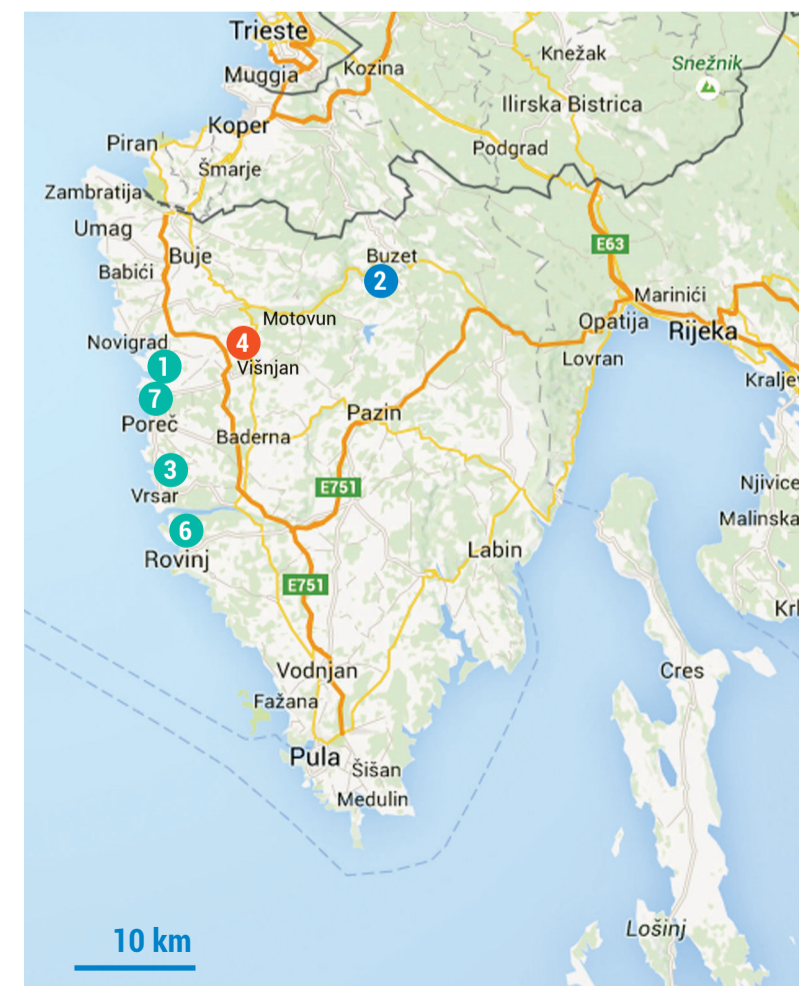 Trieste
Knežak
Snežnik
Muggia
Kozina
Ilirska Bistrica
Koper
Piran
Podgrad
Šmarje
Zambratija
Umag
E63
Buje
Buzet
Babići
2
Marinići
Motovun
Opatija
Rijeka
Novigrad
4
Lovran
1
Višnjan
Kraljev
7
Pazin
Poreč
Baderna
3
E751
Njivice
Vrsar
Malinska
6
Rovinj
Labin
E751
Krk
Vodnjan
Cres
Fažana
Pula
Šišan
Medulin
Lošinj
10 km